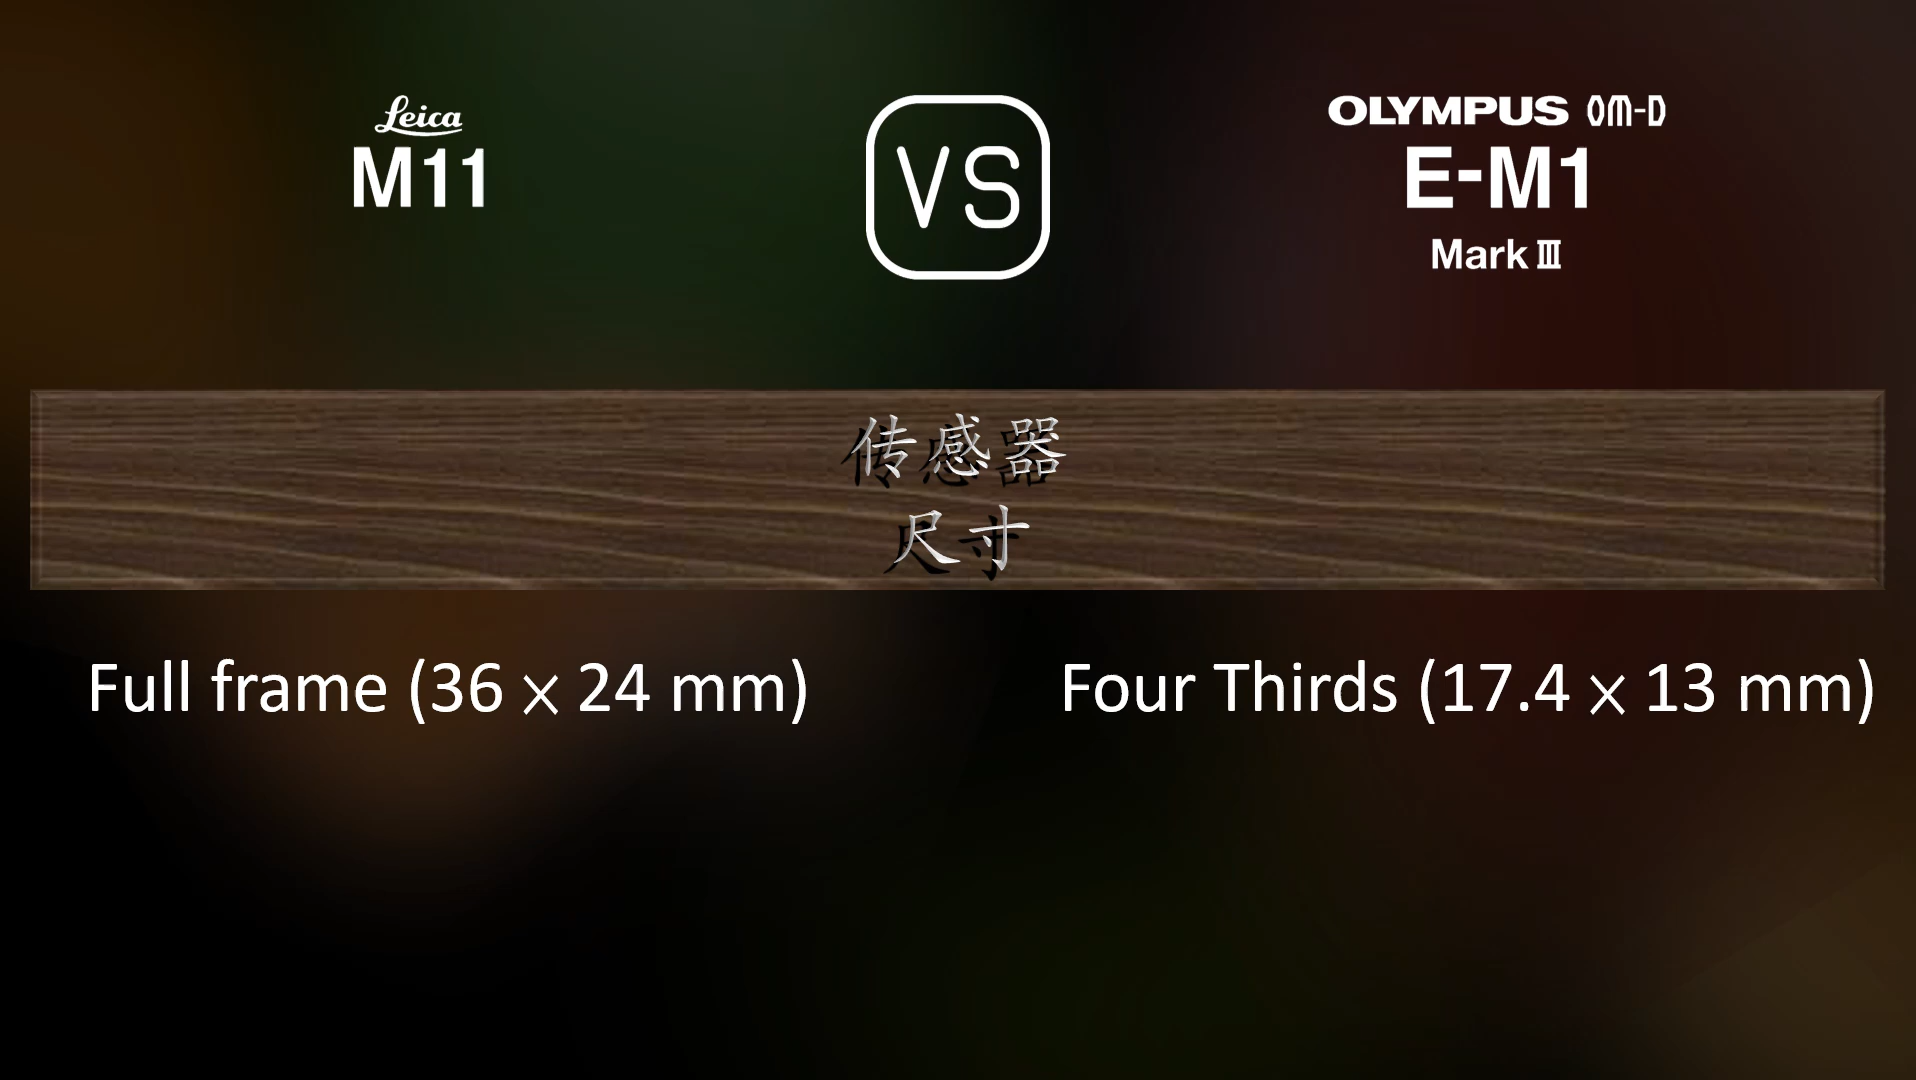 Leica
M11
VS
OLYMPUS OM-D
E-M1
Mark III
传感器
尺寸
Full frame (36 x 24 mm)
Four Thirds (17.4 x 13 mm)